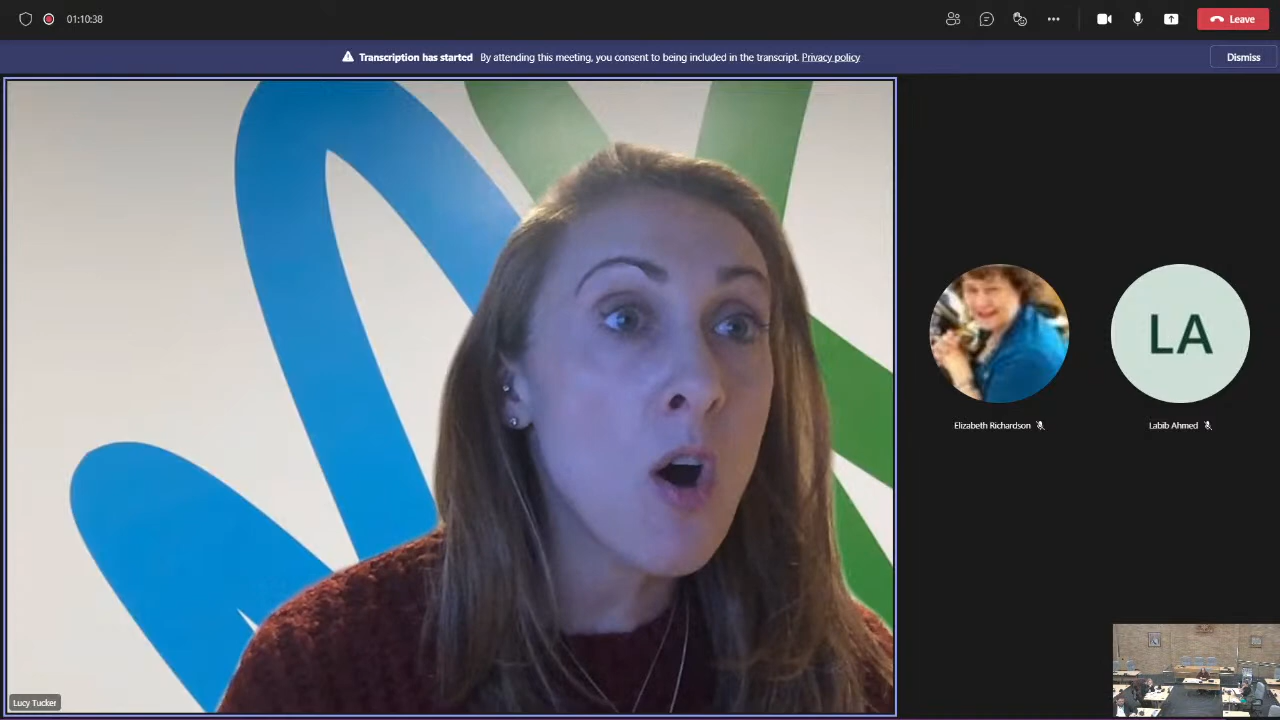 01:10:38
Leave
Transcription has started By attending this meeting, you consent to being included in the transcript. Privacy policy
Dismiss
LA
Elizabeth Richardson
Labib Ahmed
Lucy Tucker